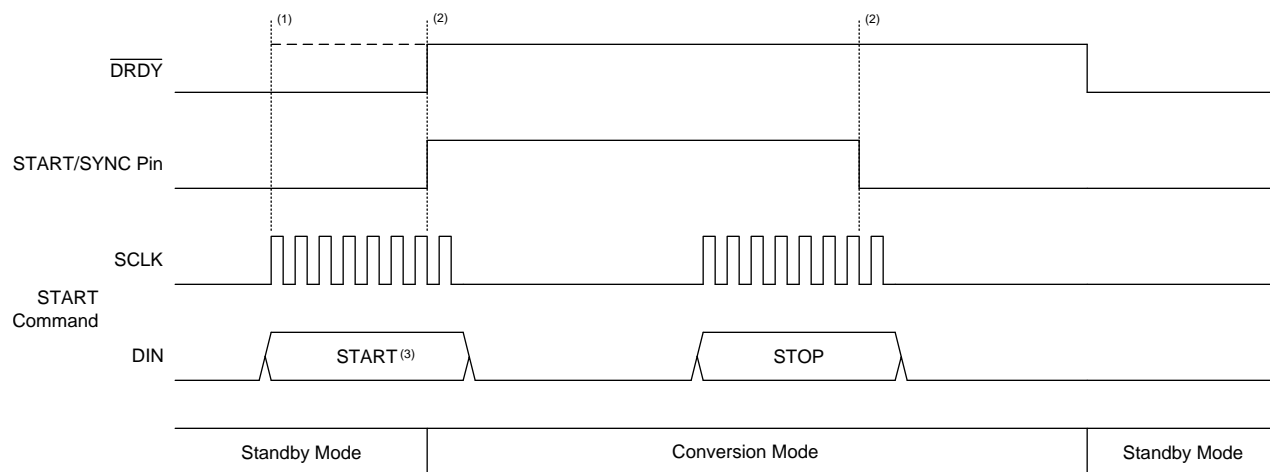 (1)
(2)
(2)
DRDY
START/SYNC Pin
SCLK
START
Command
DIN
START (3)
STOP
Standby Mode
Conversion Mode
Standby Mode